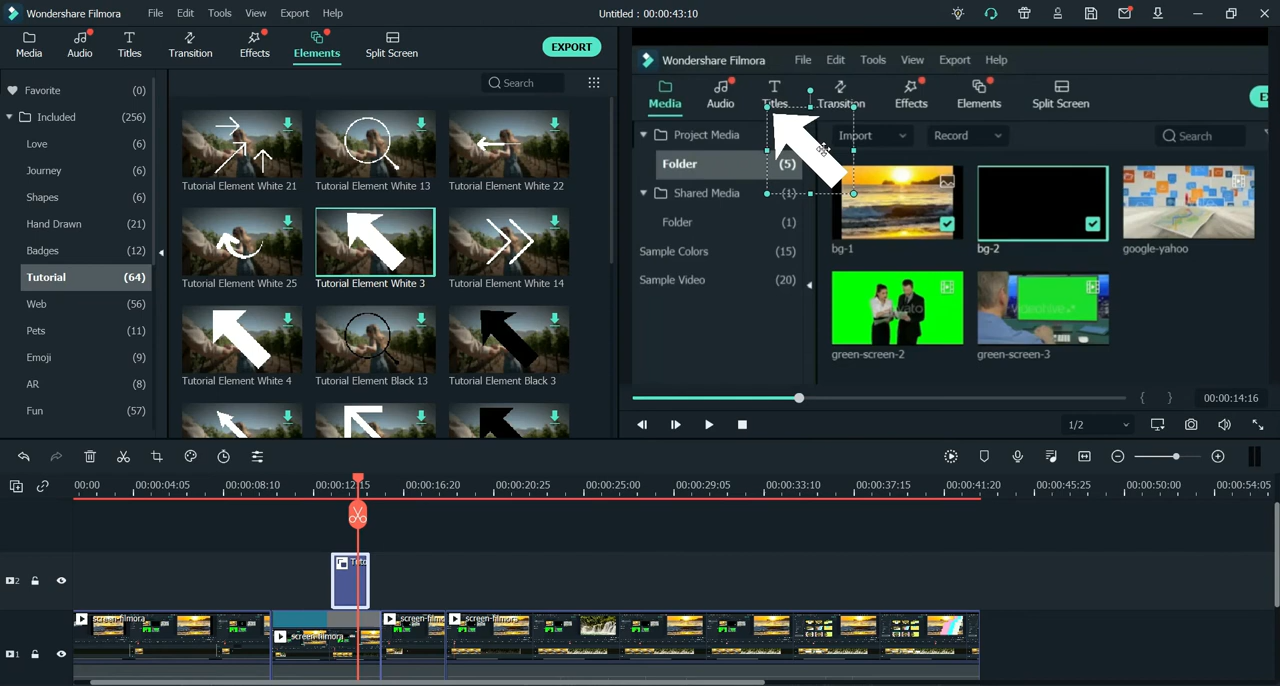 Wondershare Filmora File Edit Tools View Export Help Untitled : 00:00:43:10
Media Audio Titles Transition Effects Elements Split Screen EXPORT
Favorite (0)
Included (256)
Love (6)
Journey (6)
Shapes (6)
Hand Drawn (21)
Badges (12)
Tutorial (64)
Web (56)
Pets (11)
Emoji (9)
AR (8)
Fun (57)
Search
Tutorial Element White 21 Tutorial Element White 13 Tutorial Element White 22
Tutorial Element White 25 Tutorial Element White 3 Tutorial Element White 14
Tutorial Element White 4 Tutorial Element Black 13 Tutorial Element Black 3
Wondershare Filmora File Edit Tools View Export Help
Media Audio Titles Transition Effects Elements Split Screen E
Project Media
Folder (5)
Shared Media (1)
Folder (1)
Sample Colors (15)
Sample Video (20)
Import Record Search
bg-1 bg-2 google-yahoo
green-screen-2 green-screen-3
{ } 00:00:14:16
1/2
00:00 00:00:04:05 00:00:08:10 00:00:12:15 00:00:16:20 00:00:20:25 00:00:25:00 00:00:29:05 00:00:33:10 00:00:37:15 00:00:41:20 00:00:45:25 00:00:50:00 00:00:54:05
2 Tuto
screen-filmora screen-filmo screen-filmora
screen-filmora
1